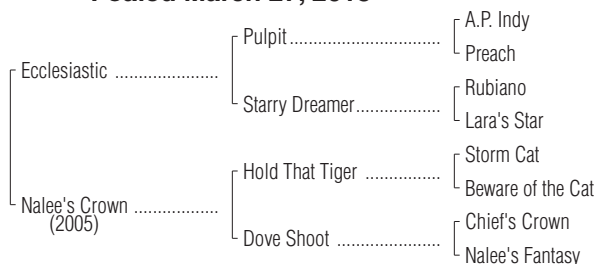 Foaled March 27,
A.P. Indy
Pulpit
Preach
Ecclesiastic
Rubiano
Starry Dreamer
Lara's Star
Storm Cat
Hold That Tiger
Beware of the Cat
Nalee's Crown
(2005)
Chief's Crown
Dove Shoot
Nalee's Fantasy